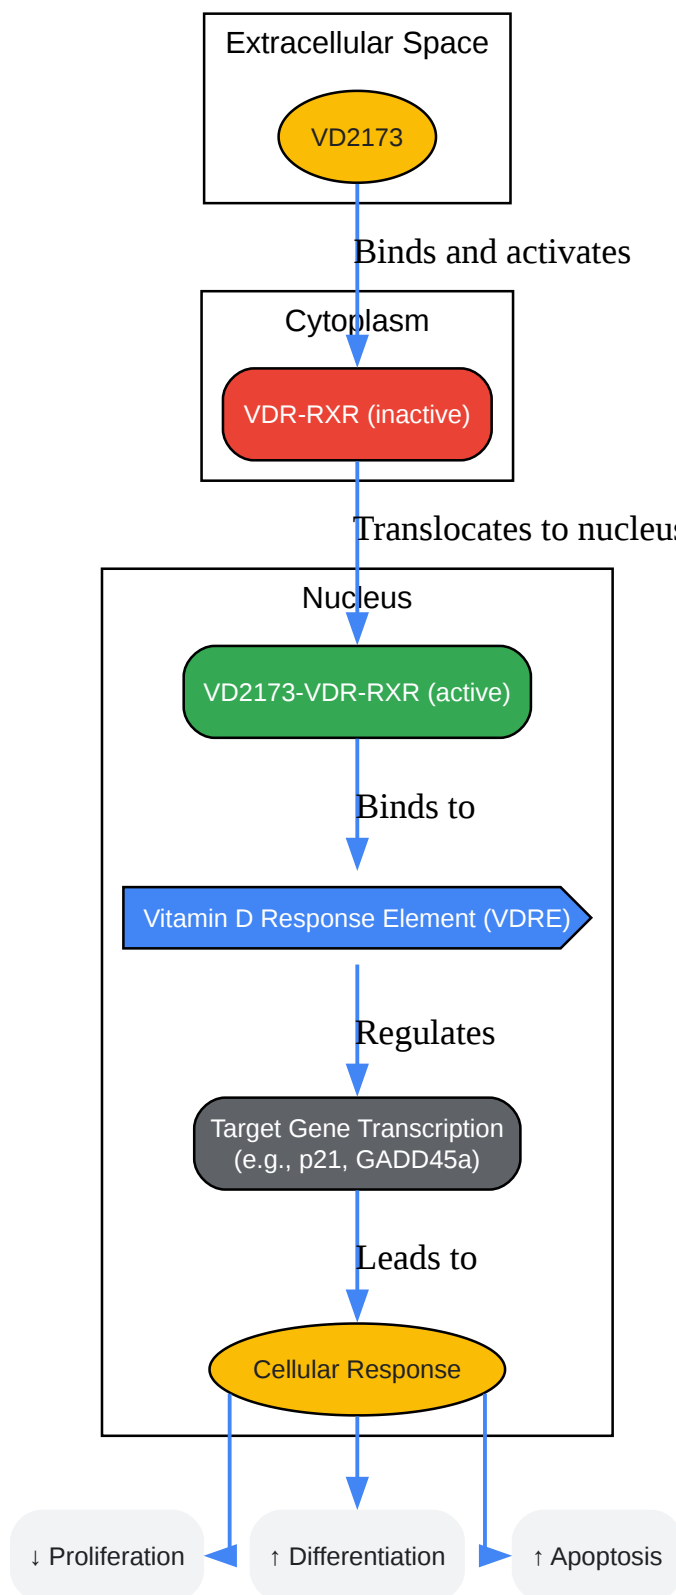 Extracellular Space
VD2173
Binds and activates
Cytoplasm
VDR-RXR (inactive)
Translocates to nucleus
Nucleus
VD2173-VDR-RXR (active)
Binds to
Vitamin D Response Element (VDRE)
Regulates
Target Gene Transcription
(e.g., p21, GADD45a)
Leads to
Cellular Response
↓ Proliferation
↑ Differentiation
↑ Apoptosis